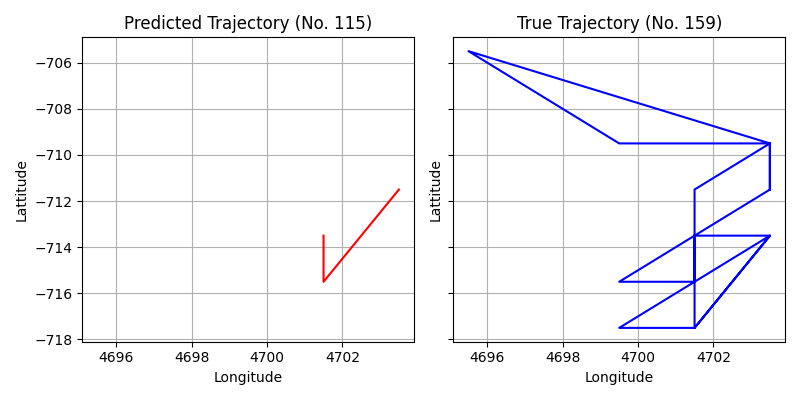 Predicted Trajectory (No. 115)
True Trajectory (No. 159)
−706
−708
−710
−712
−714
−716
−718
Lattitude
Lattitude
4696
4698
4700
4702
4696
4698
4700
4702
Longitude
Longitude